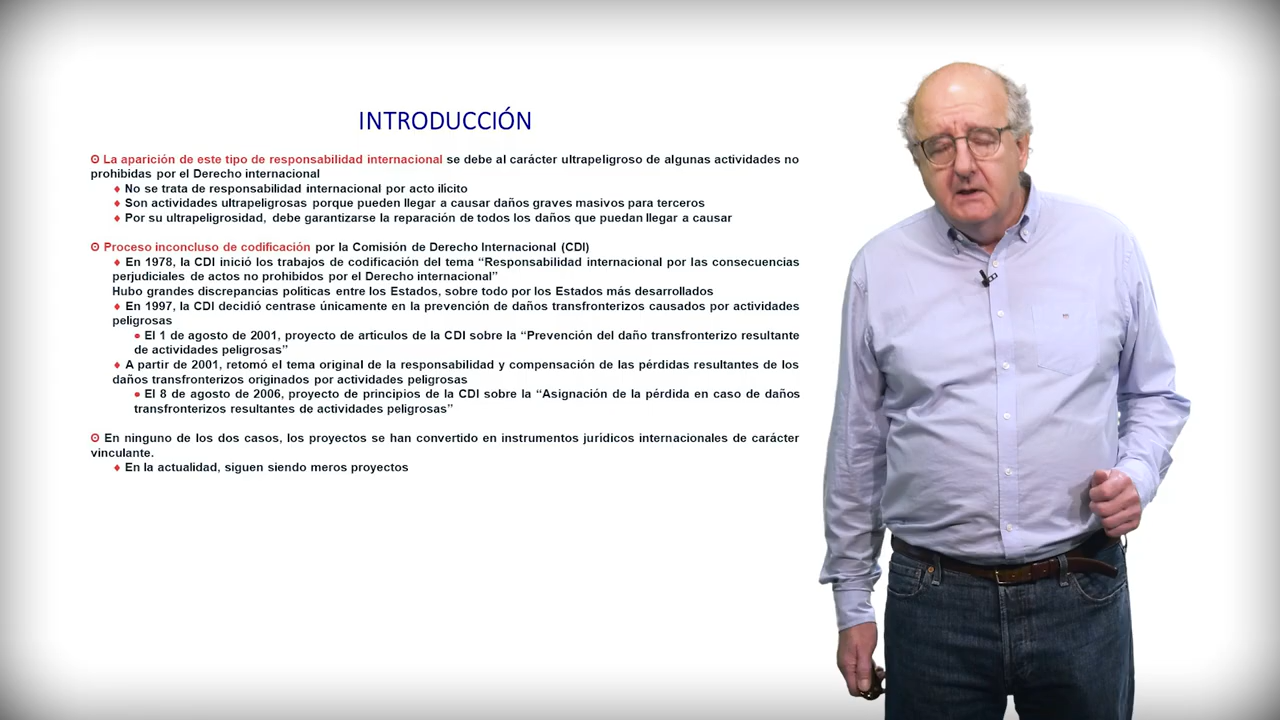 INTRODUCCIÓN
⊙ La aparición de este tipo de responsabilidad internacional se debe al carácter ultrapeligroso de algunas actividades no
prohibidas por el Derecho internacional
♦ No se trata de responsabilidad internacional por acto ilícito
♦ Son actividades ultrapeligrosas porque pueden llegar a causar daños graves masivos para terceros
♦ Por su ultrapeligrosidad, debe garantizarse la reparación de todos los daños que puedan llegar a causar
⊙ Proceso inconcluso de codificación por la Comisión de Derecho Internacional (CDI)
♦ En 1978, la CDI inició los trabajos de codificación del tema “Responsabilidad internacional por las consecuencias
perjudiciales de actos no prohibidos por el Derecho internacional”
Hubo grandes discrepancias políticas entre los Estados, sobre todo por los Estados más desarrollados
♦ En 1997, la CDI decidió centrase únicamente en la prevención de daños transfronterizos causados por actividades
peligrosas
● El 1 de agosto de 2001, proyecto de artículos de la CDI sobre la “Prevención del daño transfronterizo resultante
de actividades peligrosas”
♦ A partir de 2001, retomó el tema original de la responsabilidad y compensación de las pérdidas resultantes de los
daños transfronterizos originados por actividades peligrosas
● El 8 de agosto de 2006, proyecto de principios de la CDI sobre la “Asignación de la pérdida en caso de daños
transfronterizos resultantes de actividades peligrosas”
⊙ En ninguno de los dos casos, los proyectos se han convertido en instrumentos jurídicos internacionales de carácter
vinculante.
♦ En la actualidad, siguen siendo meros proyectos